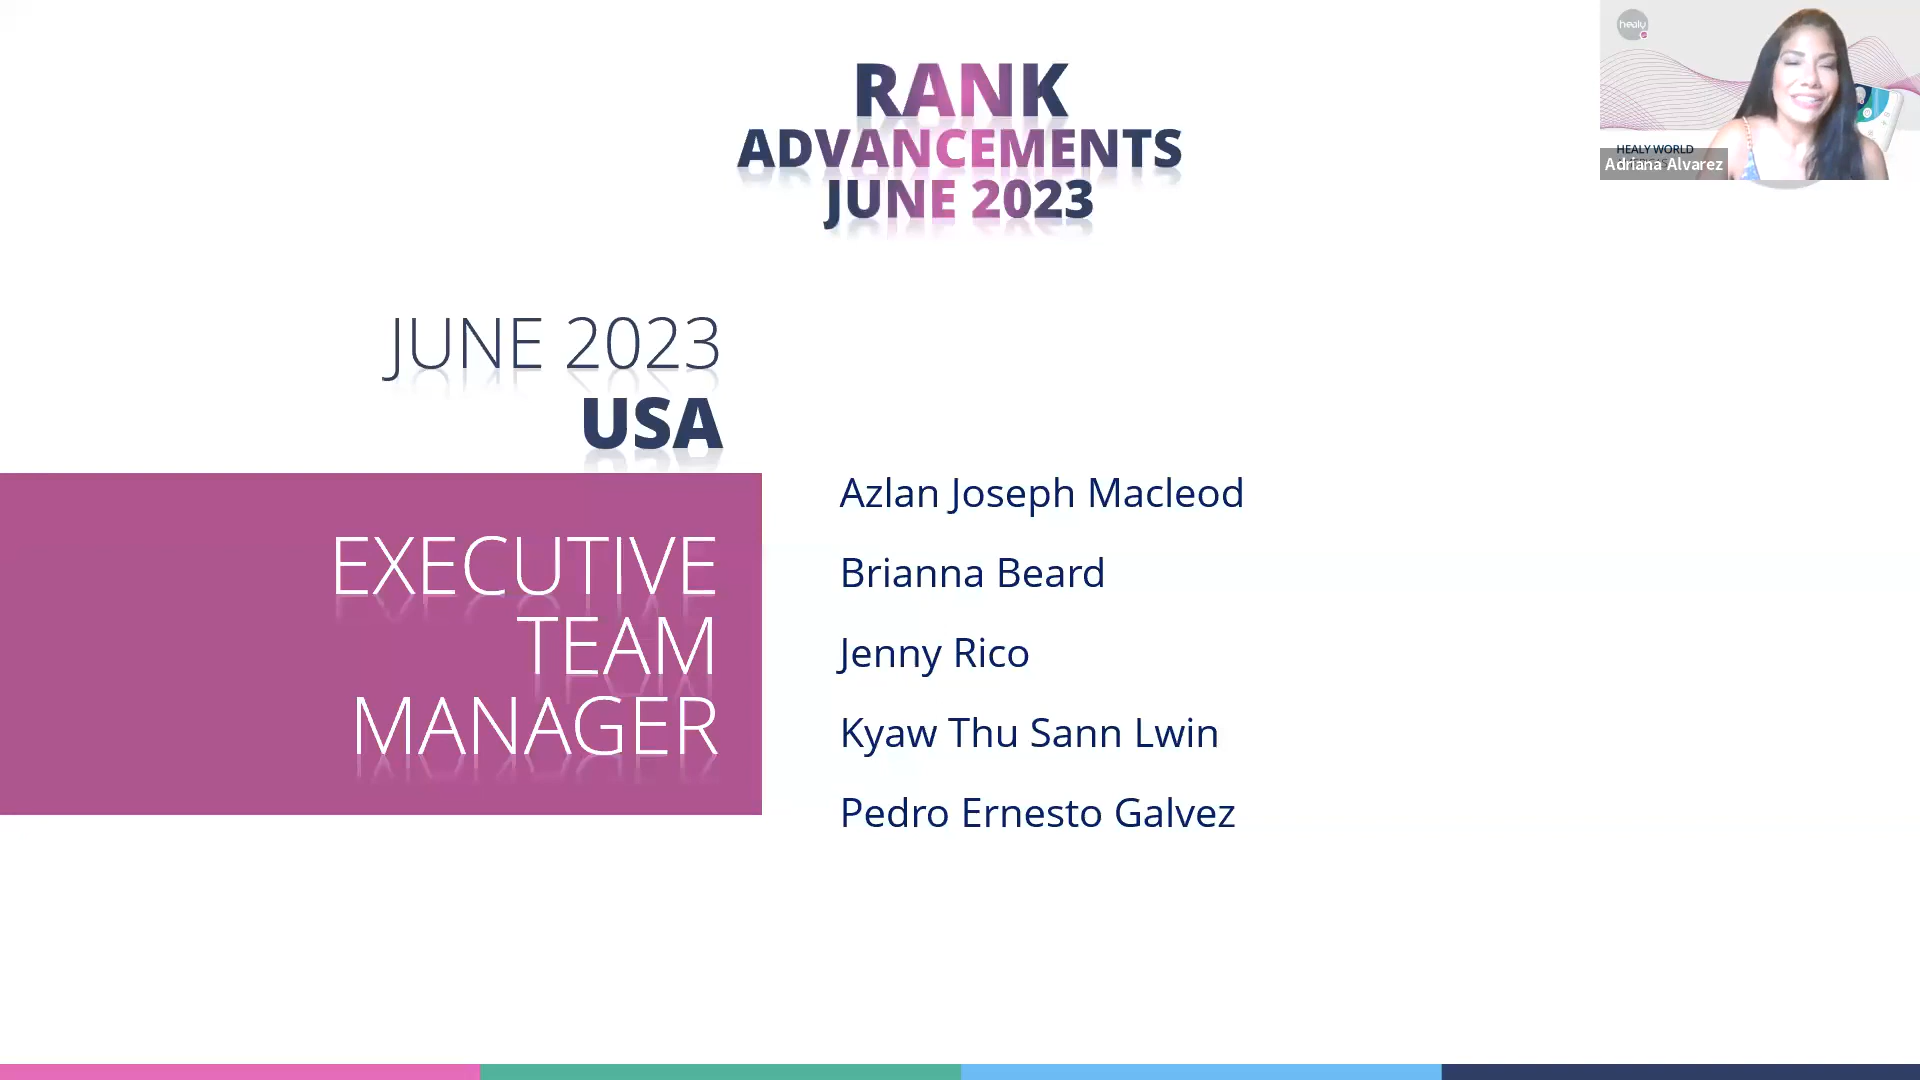 RANK
ADVANCEMENTS
JUNE 2023
healy
HEALY WORLD
Adriana Alvarez
JUNE 2023
USA
EXECUTIVE
TEAM
MANAGER
Azlan Joseph Macleod
Brianna Beard
Jenny Rico
Kyaw Thu Sann Lwin
Pedro Ernesto Galvez